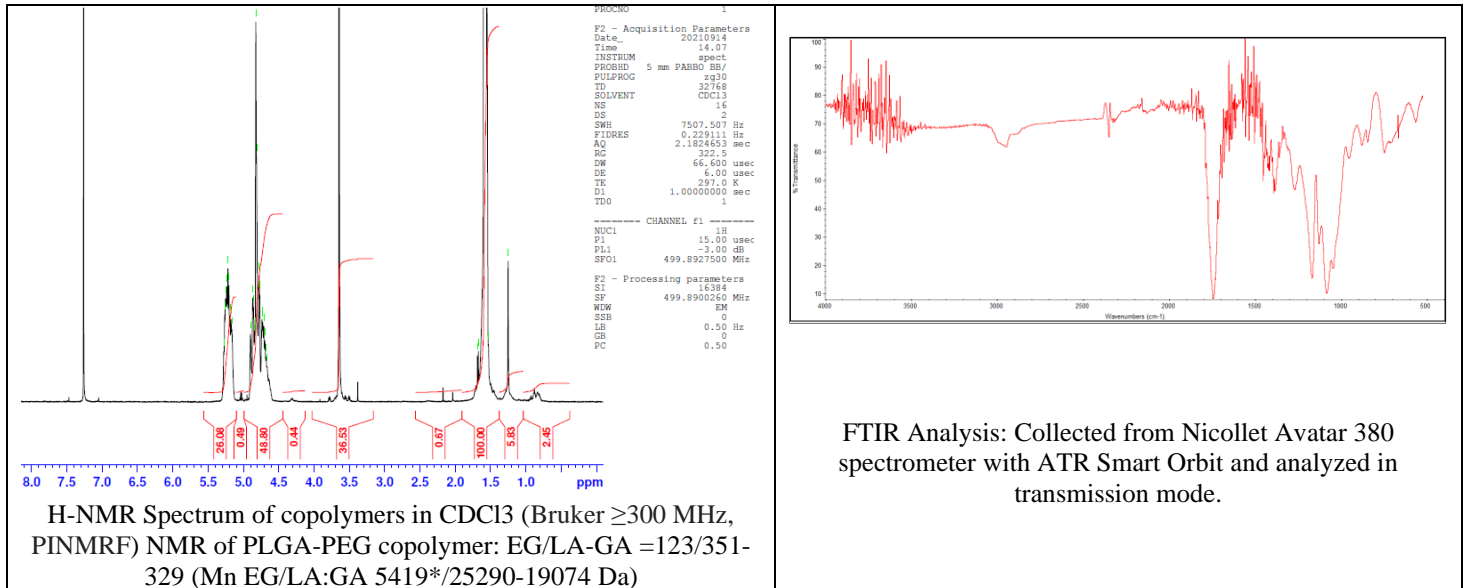 PROCNO 1
F2 - Acquisition Parameters
Date_ 20210914
Time 14.07
INSTRUM spect
PROBHD 5 mm PABBO BB/
PULPROG zg30
TD 32768
SOLVENT CDCl3
NS 16
DS 2
SWH 7507.507 Hz
FIDRES 0.229111 Hz
AQ 2.1824653 sec
RG 322.5
DW 66.600 usec
DE 6.00 usec
TE 297.0 K
D1 1.00000000 sec
TD0 1
======== CHANNEL f1 ========
NUC1 1H
P1 15.00 usec
PL1 -3.00 dB
SFO1 499.8927500 MHz
F2 - Processing parameters
SI 16384
SF 499.8900260 MHz
WDW EM
SSB 0
LB 0.50 Hz
GB 0
PC 0.50
26.08 0.49 48.80 0.44 36.53 0.67 100.00 5.83 2.45
8.0 7.5 7.0 6.5 6.0 5.5 5.0 4.5 4.0 3.5 3.0 2.5 2.0 1.5 1.0 ppm
H-NMR Spectrum of copolymers in CDCl3 (Bruker ≥300 MHz,
PINMRF) NMR of PLGA-PEG copolymer: EG/LA-GA =123/351-
329 (Mn EG/LA:GA 5419*/25290-19074 Da)
% Transmittance
100
90
80
70
60
50
40
30
20
10
4000 3500 3000 2500 2000 1500 1000 500
Wavenumbers (cm-1)
FTIR Analysis: Collected from Nicollet Avatar 380
spectrometer with ATR Smart Orbit and analyzed in
transmission mode.